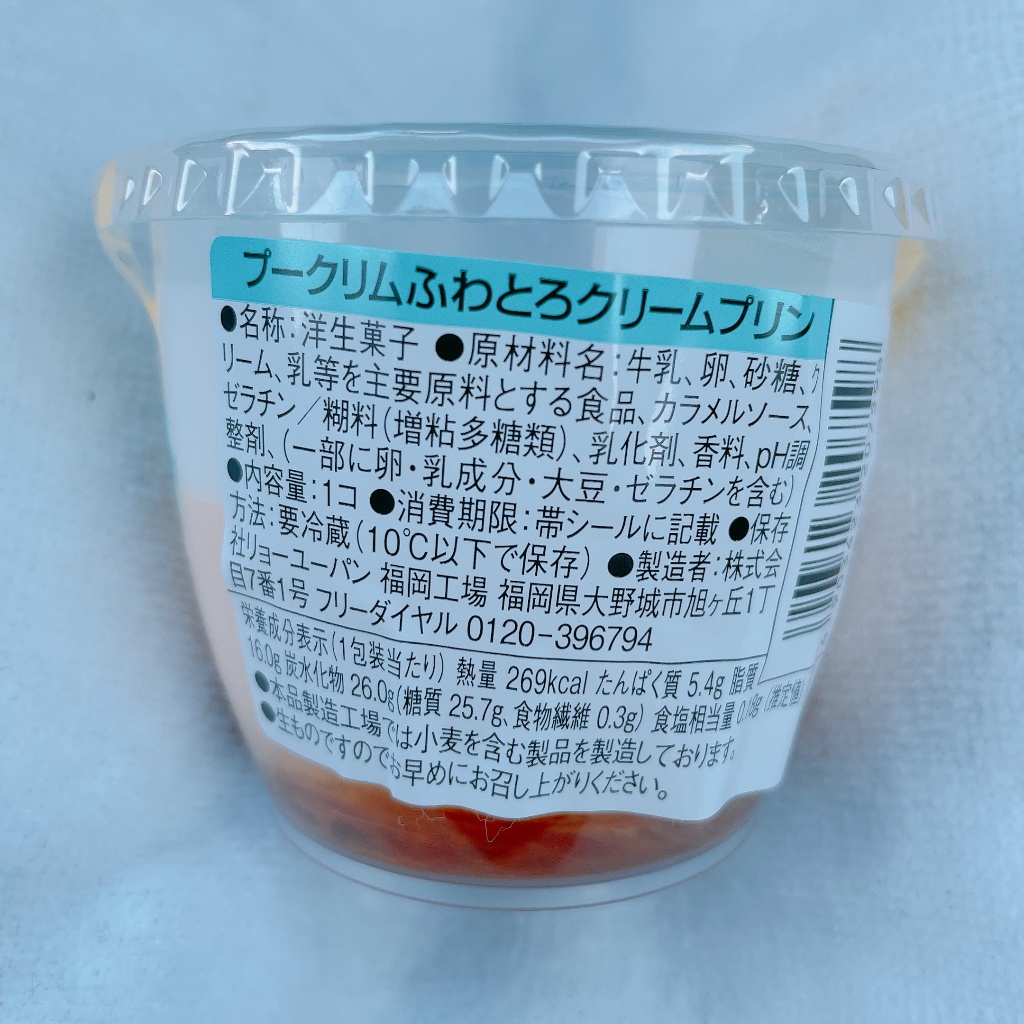 プークリムふわとろクリームプリン
●名称：洋生菓子 ●原材料名：牛乳、卵、砂糖、ク
リーム、乳等を主要原料とする食品、カラメルソース、
ゼラチン／糊料（増粘多糖類）、乳化剤、香料、pH調
整剤、（一部に卵・乳成分・大豆・ゼラチンを含む）
●内容量：1コ ●消費期限：帯シールに記載 ●保存
方法：要冷蔵（10℃以下で保存） ●製造者：株式会
社リョーユーパン 福岡工場 福岡県大野城市旭ヶ丘1丁
目7番1号 フリーダイヤル 0120-396794
栄養成分表示（1包装当たり） 熱量 269kcal たんぱく質 5.4g 脂質
16.0g 炭水化物 26.0g（糖質 25.7g、食物繊維 0.3g） 食塩相当量 （推定値）
●本品製造工場では小麦を含む製品を製造しております。
●生ものですのでお早めにお召し上がりください。